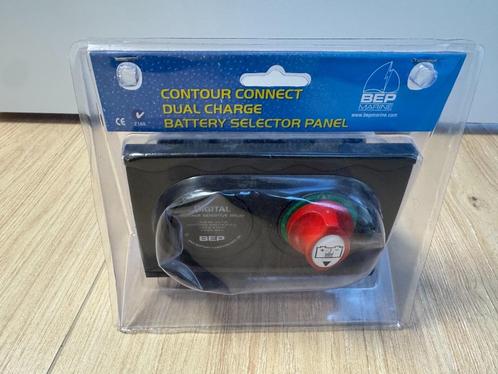 CONTOUR CONNECT
DUAL CHARGE
BATTERY SELECTOR PANEL
BEP
MARINE
www.bepmarine.com
CE
DIGITAL
BEP